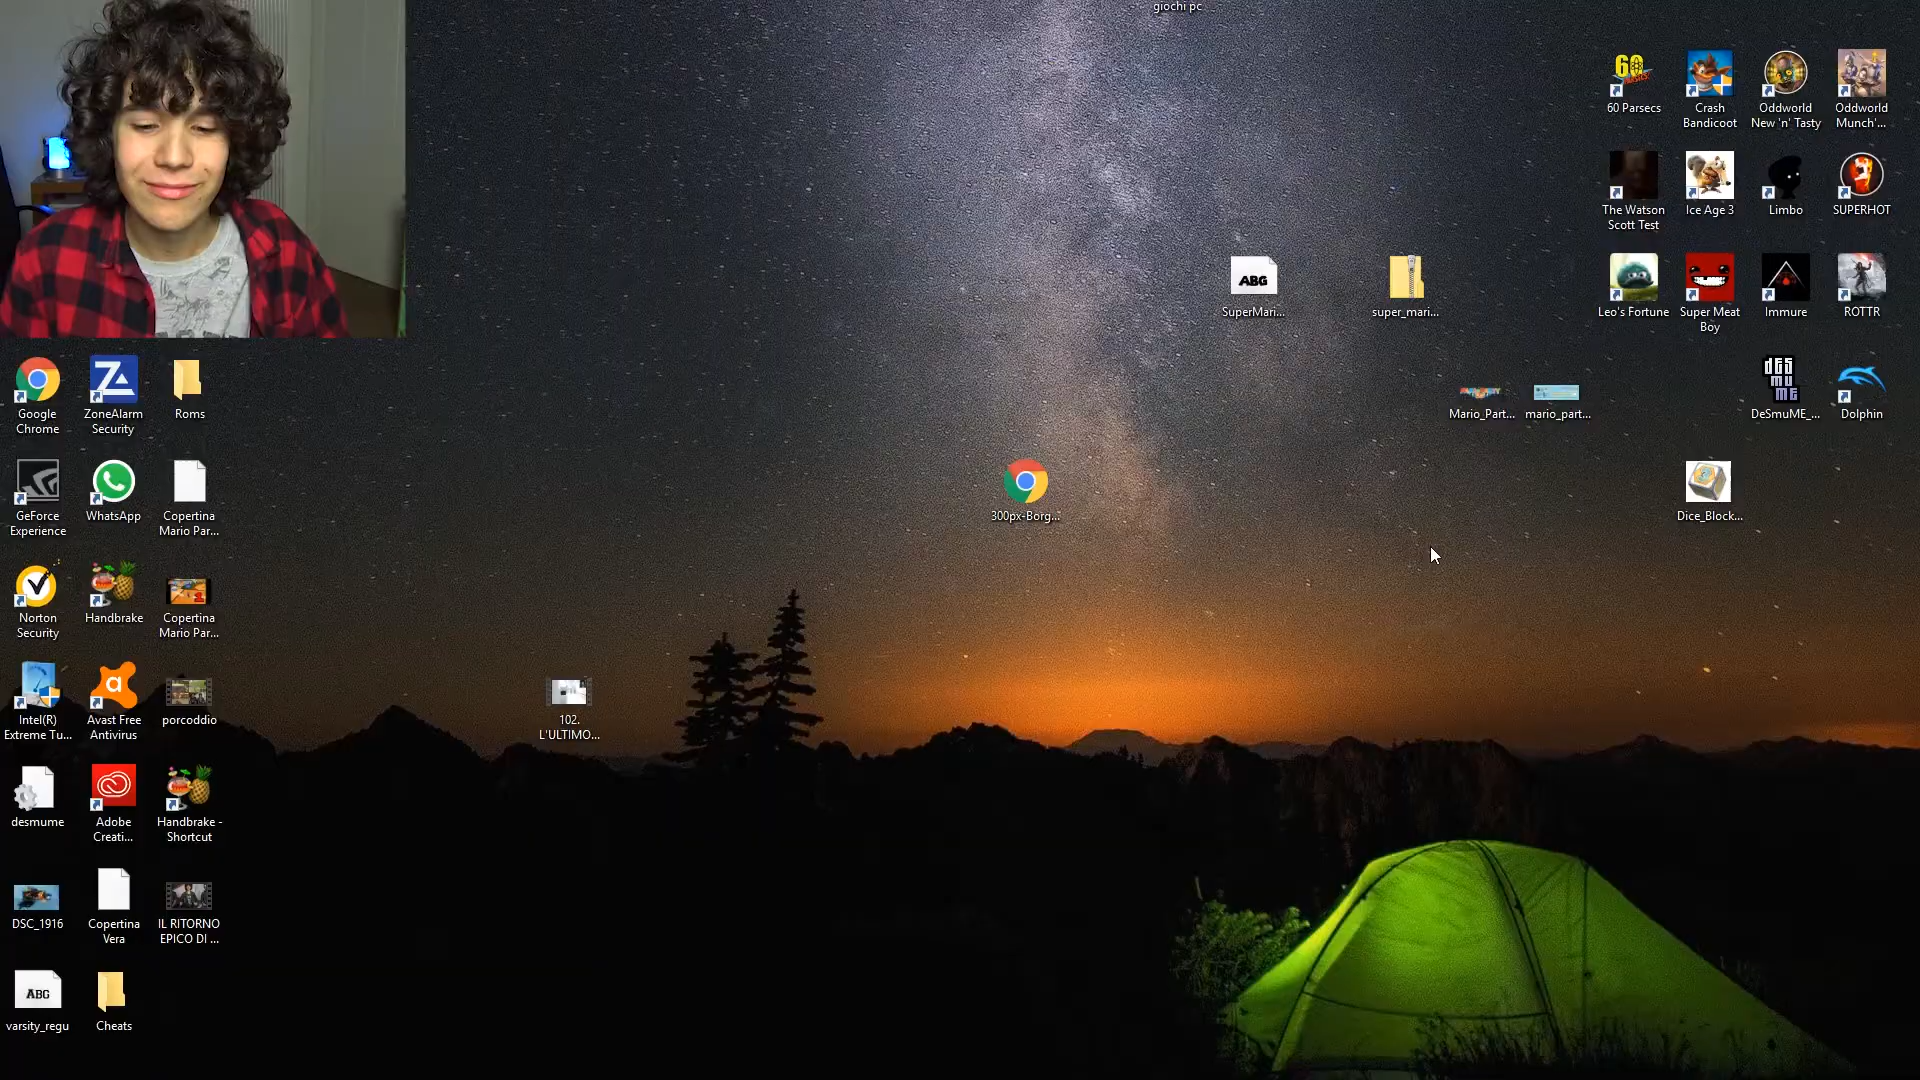 giochi pc
60 Parsecs
Crash
Bandicoot
Oddworld
New 'n' Tasty
Oddworld
Munch'...
The Watson
Scott Test
Ice Age 3
Limbo
SUPERHOT
ABG
SuperMari...
super_mari...
Leo's Fortune
Super Meat
Boy
Immure
ROTTR
Google
Chrome
ZoneAlarm
Security
Roms
Mario_Part...
mario_part...
DeSmuME_...
Dolphin
GeForce
Experience
WhatsApp
Copertina
Mario Par...
300px-Borg...
Dice_Block...
Norton
Security
Handbrake
Copertina
Mario Par...
Intel(R)
Extreme Tu...
Avast Free
Antivirus
porcoddio
102.
L'ULTIMO...
desmume
Adobe
Creati...
Handbrake -
Shortcut
DSC_1916
Copertina
Vera
IL RITORNO
EPICO DI ...
ABG
varsity_regu
Cheats